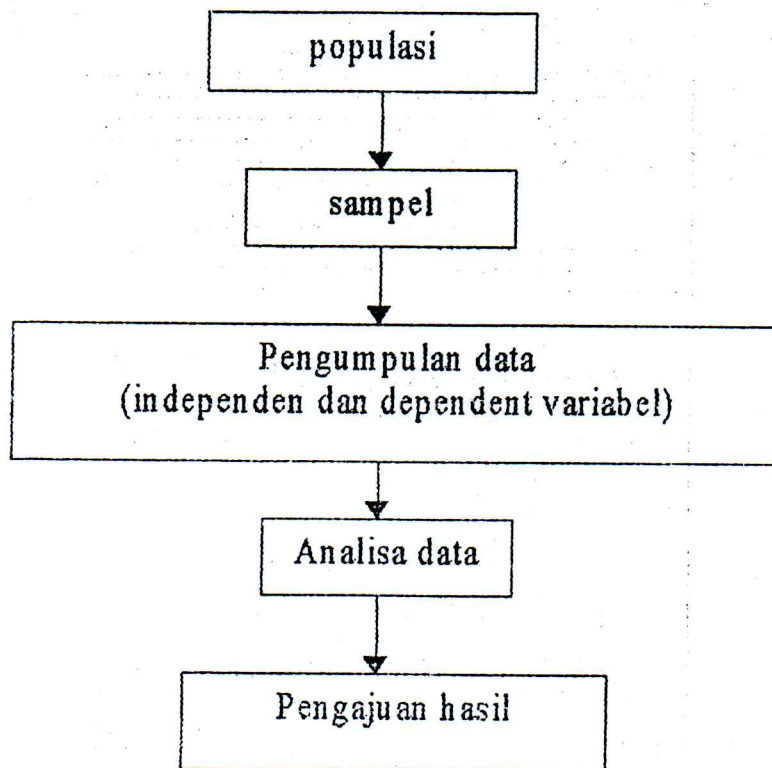 populasi
sampel
Pengumpulan data
(independen dan dependent variabel)
Analisa data
Pengajuan hasil